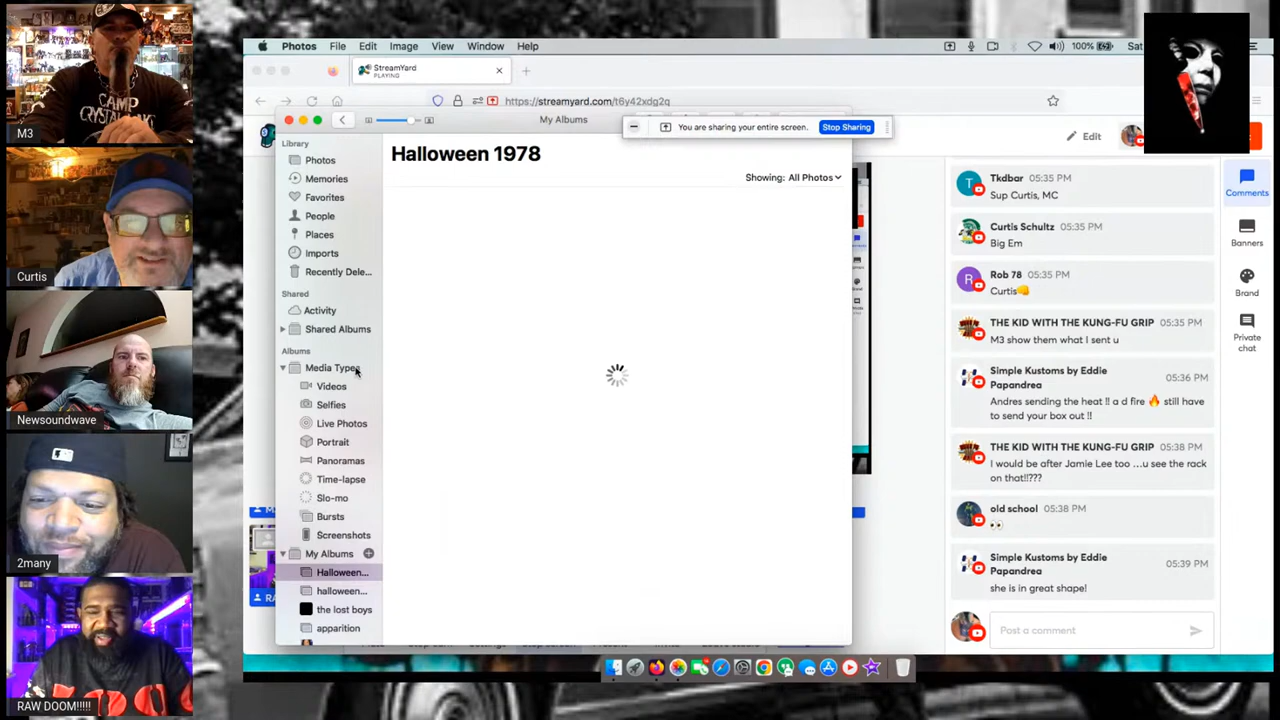 CAMP
CRYSTAL LAKE
M3
Curtis
Newsoundwave
2many
RAW DOOM!!!!!
Photos File Edit Image View Window Help
100%
Sat
StreamYard
PLAYING
https://streamyard.com/t6y42xdg2q
My Albums
You are sharing your entire screen.
Stop Sharing
Edit
Library
Photos
Memories
Favorites
People
Places
Imports
Recently Dele...
Shared
Activity
Shared Albums
Albums
Media Types
Videos
Selfies
Live Photos
Portrait
Panoramas
Time-lapse
Slo-mo
Bursts
Screenshots
My Albums
Halloween...
halloween...
the lost boys
apparition
Halloween 1978
Showing: All Photos
Tkdbar 05:35 PM
Sup Curtis, MC
Curtis Schultz 05:35 PM
Big Em
Rob 78 05:35 PM
Curtis👊
THE KID WITH THE KUNG-FU GRIP 05:35 PM
M3 show them what I sent u
Simple Kustoms by Eddie
Papandrea 05:36 PM
Andres sending the heat !! a d fire 🔥 still have
to send your box out !!
THE KID WITH THE KUNG-FU GRIP 05:38 PM
I would be after Jamie Lee too ...u see the rack
on that!!???
old school 05:38 PM
👀
Simple Kustoms by Eddie
Papandrea 05:39 PM
she is in great shape!
Post a comment
Comments
Banners
Brand
Private
chat